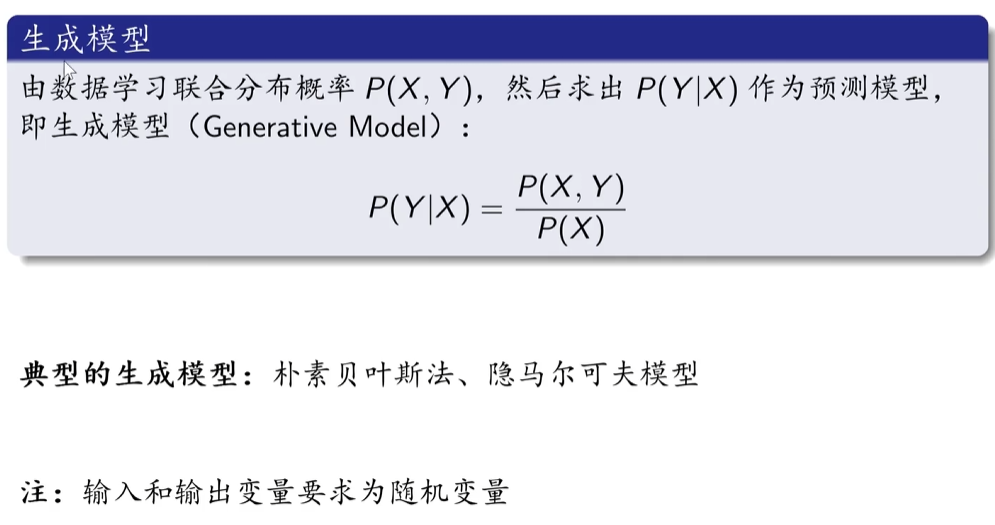 生成模型
由数据学习联合分布概率 P(X, Y)，然后求出 P(Y|X) 作为预测模型，
即生成模型（Generative Model）：
P(Y|X) = P(X, Y) / P(X)
典型的生成模型：朴素贝叶斯法、隐马尔可夫模型
注：输入和输出变量要求为随机变量